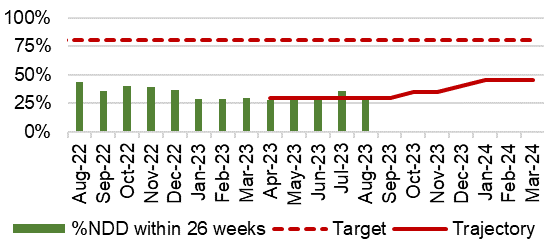 100%
75%
50%
25%
0%
Aug-22
Sep-22
Oct-22
Nov-22
Dec-22
Jan-23
Feb-23
Mar-23
Apr-23
May-23
Jun-23
Jul-23
Aug-23
Sep-23
Oct-23
Nov-23
Dec-23
Jan-24
Feb-24
Mar-24
%NDD within 26 weeks Target Trajectory